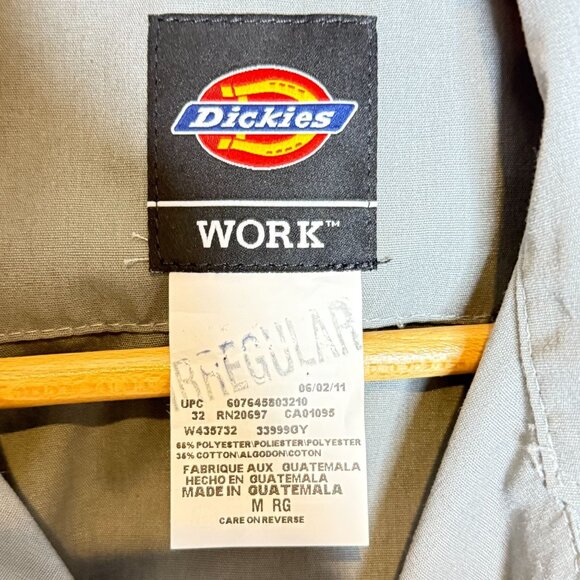 Dickies
WORK™
IRREGULAR
06/02/11
UPC 607645803210
32 RN20697 CA01095
W435732 33999GY
65% POLYESTER\POLIESTER\POLYESTER
35% COTTON\ALGODON\COTON
FABRIQUE AUX GUATEMALA
HECHO EN GUATEMALA
MADE IN GUATEMALA
M RG
CARE ON REVERSE